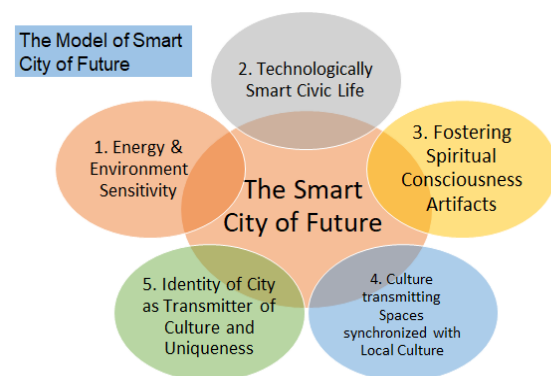 The Model of Smart
City of Future
2. Technologically
Smart Civic Life
1. Energy &
Environment
Sensitivity
3. Fostering
Spiritual
Consciousness
Artifacts
The Smart
City of Future
5. Identity of City
as Transmitter of
Culture and
Uniqueness
4. Culture
transmitting
Spaces
synchronized with
Local Culture